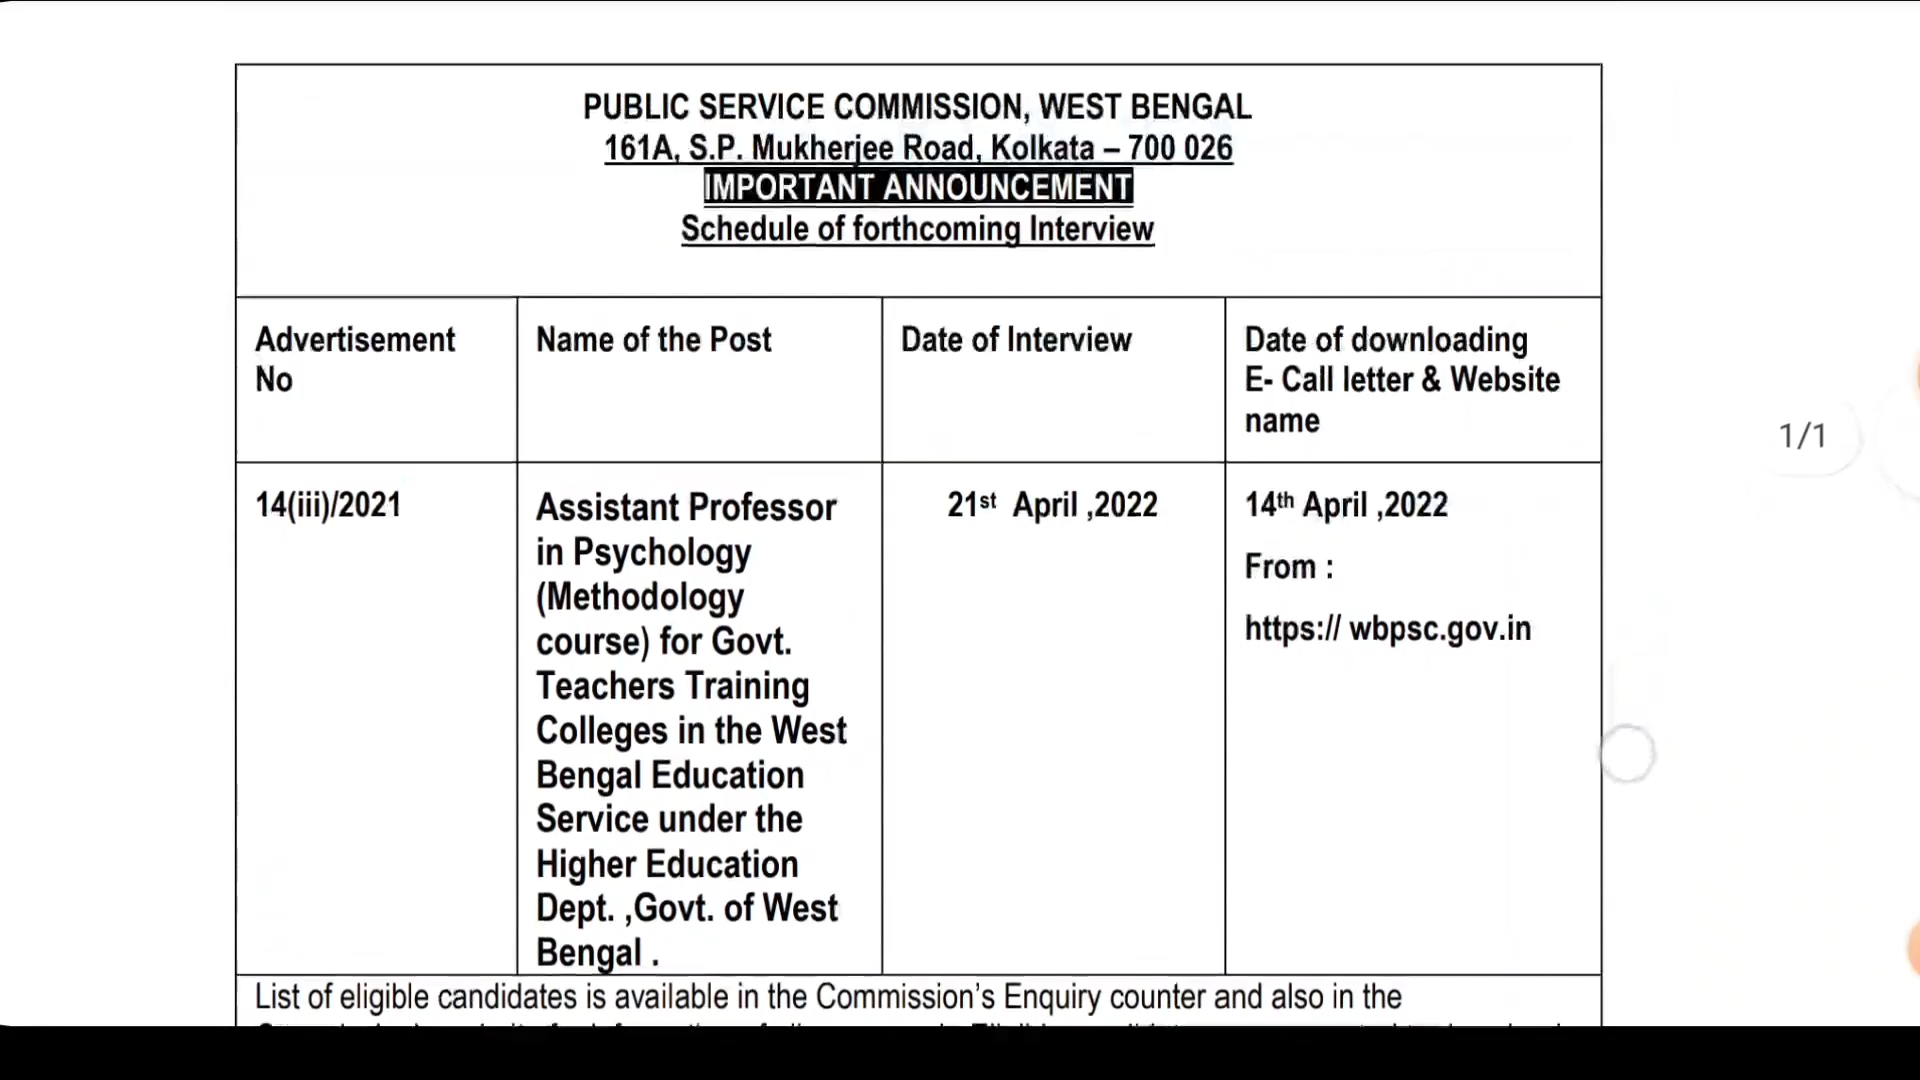 PUBLIC SERVICE COMMISSION, WEST BENGAL
161A, S.P. Mukherjee Road, Kolkata – 700 026
IMPORTANT ANNOUNCEMENT
Schedule of forthcoming Interview
Advertisement
No
Name of the Post
Date of Interview
Date of downloading
E- Call letter & Website
name
14(iii)/2021
Assistant Professor
in Psychology
(Methodology
course) for Govt.
Teachers Training
Colleges in the West
Bengal Education
Service under the
Higher Education
Dept. ,Govt. of West
Bengal .
21st April ,2022
14th April ,2022
From :
https:// wbpsc.gov.in
List of eligible candidates is available in the Commission’s Enquiry counter and also in the
1/1